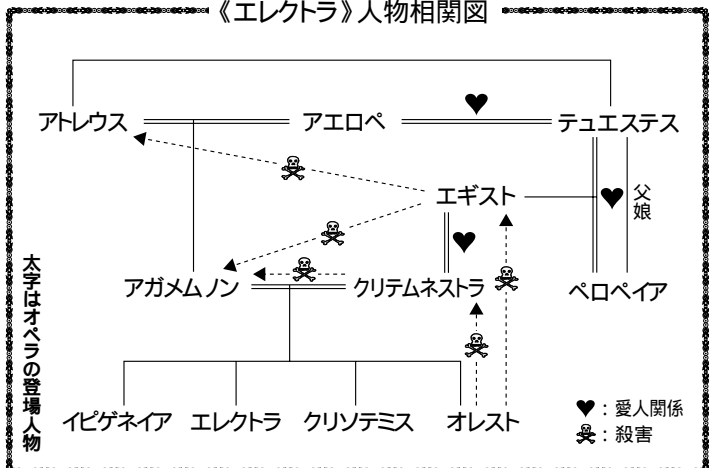 《エレクトラ》人物相関図
アトレウス
アエロペ
テュエステス
エギスト
父娘
アガメムノン
クリテムネストラ
ペロペイア
太字はオペラの登場人物
イピゲネイア
エレクトラ
クリソテミス
オレスト
♥：愛人関係
☠：殺害